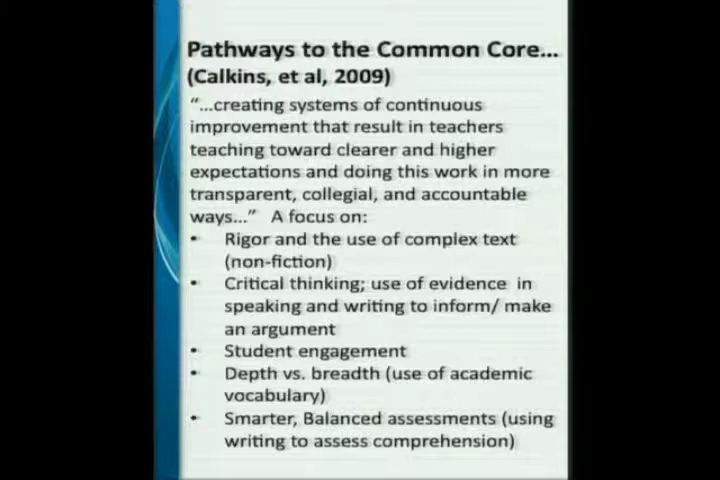 Pathways to the Common Core...
(Calkins, et al, 2009)
“...creating systems of continuous
improvement that result in teachers
teaching toward clearer and higher
expectations and doing this work in more
transparent, collegial, and accountable
ways...” A focus on:
• Rigor and the use of complex text
(non-fiction)
• Critical thinking; use of evidence in
speaking and writing to inform/ make
an argument
• Student engagement
• Depth vs. breadth (use of academic
vocabulary)
• Smarter, Balanced assessments (using
writing to assess comprehension)